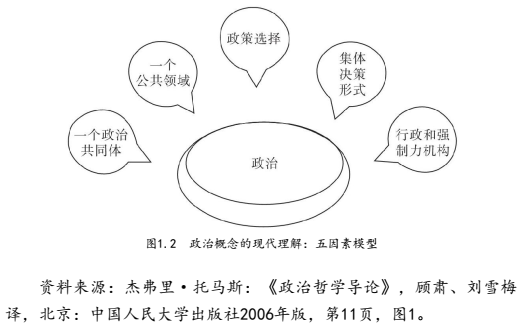 政策选择
一个
公共领域
集体
决策
形式
一个政治
共同体
行政和强
制力机构
政治
图1.2 政治概念的现代理解：五因素模型
资料来源：杰弗里·托马斯：《政治哲学导论》，顾肃、刘雪梅
译，北京：中国人民大学出版社2006年版，第11页，图1。